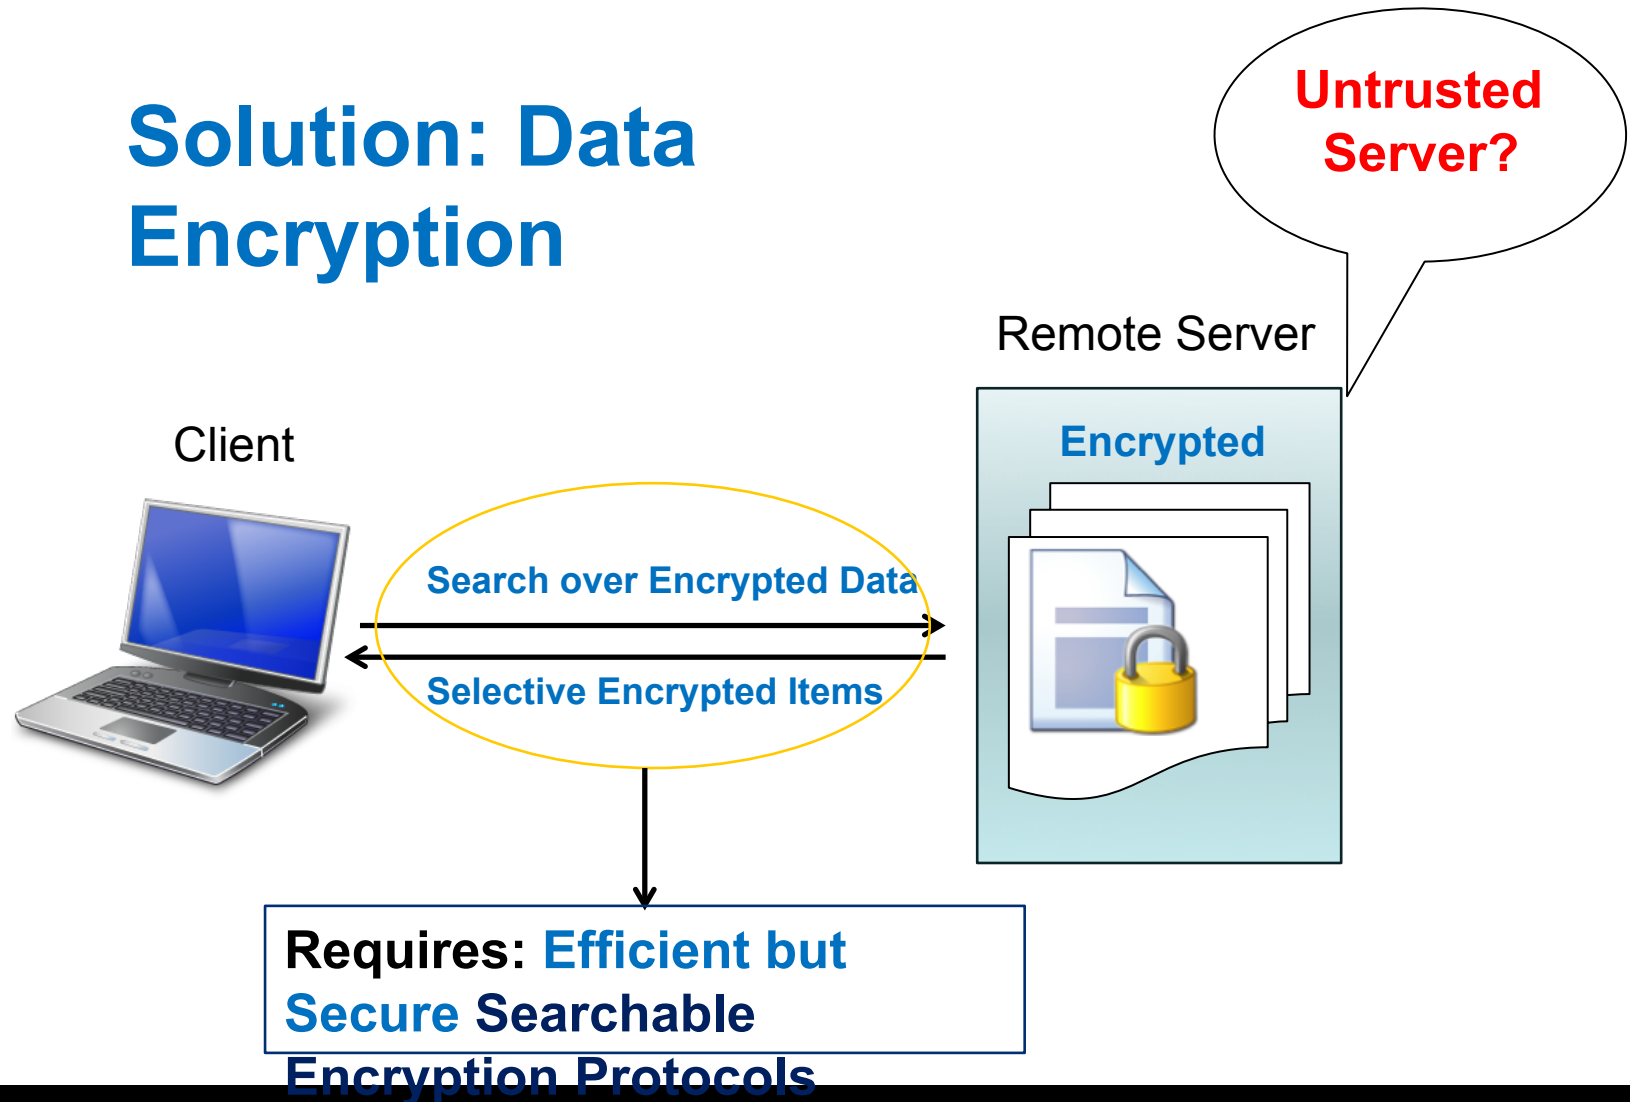 Solution: Data
Encryption
Untrusted
Server?
Remote Server
Client
Encrypted
Search over Encrypted Data
Selective Encrypted Items
Requires: Efficient but
Secure Searchable
Encryption Protocols